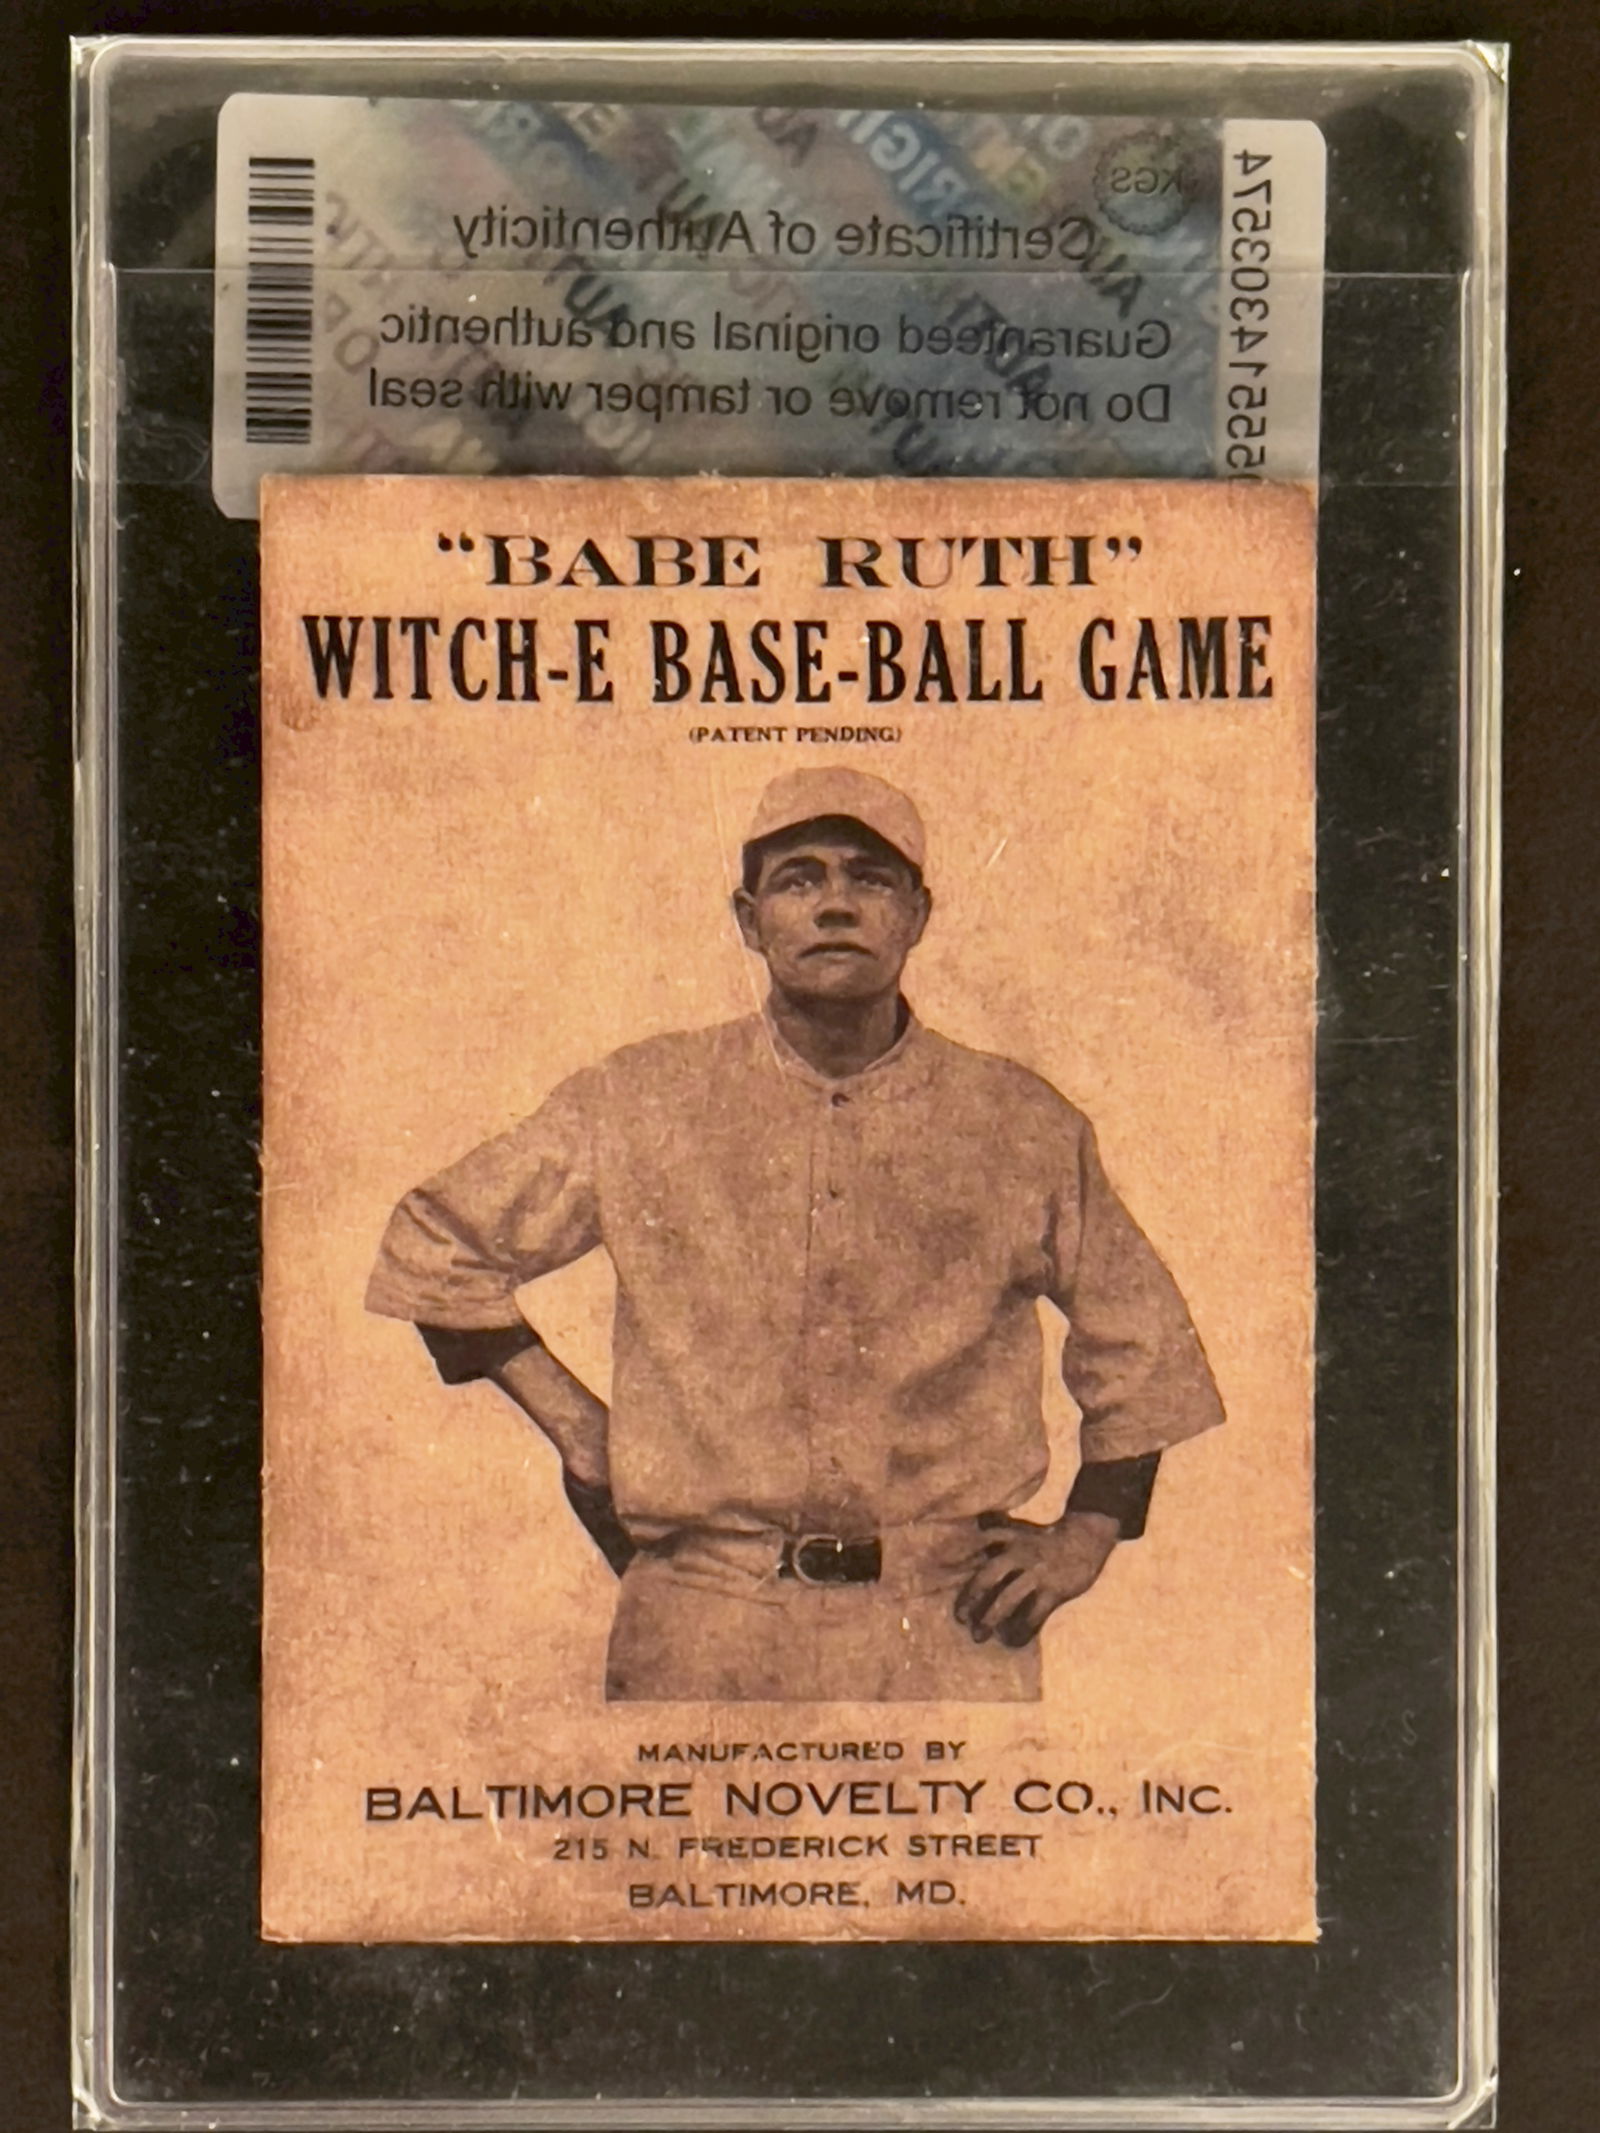 KGS
Certificate of Authenticity
Guaranteed original and authentic
Do not remove or tamper with seal
“BABE RUTH”
WITCH-E BASE-BALL GAME
(PATENT PENDING)
MANUFACTURED BY
BALTIMORE NOVELTY CO., INC.
215 N. FREDERICK STREET
BALTIMORE, MD.